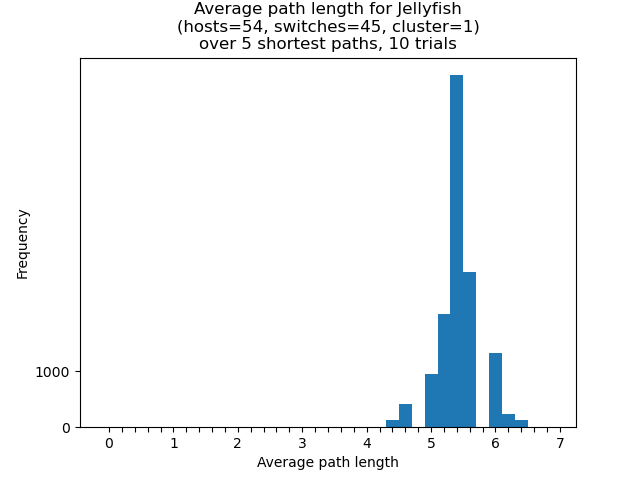 Average path length for Jellyfish
(hosts=54, switches=45, cluster=1)
over 5 shortest paths, 10 trials
Frequency
1000
0
0 1 2 3 4 5 6 7
Average path length